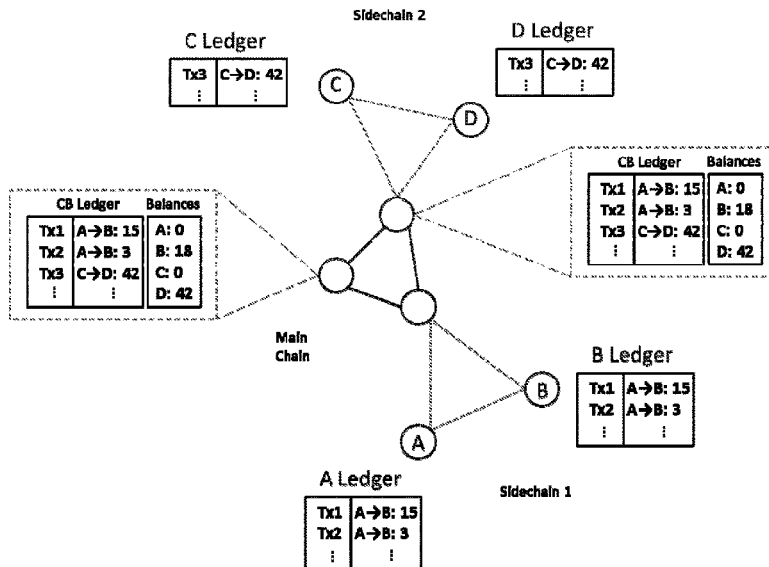 Sidechain 2
C Ledger
Tx3 C→D: 42
⋮ ⋮
D Ledger
Tx3 C→D: 42
⋮ ⋮
C
D
CB Ledger Balances
Tx1 A→B: 15 A: 0
Tx2 A→B: 3 B: 18
Tx3 C→D: 42 C: 0
⋮ ⋮ D: 42
CB Ledger Balances
Tx1 A→B: 15 A: 0
Tx2 A→B: 3 B: 18
Tx3 C→D: 42 C: 0
⋮ ⋮ D: 42
Main
Chain
B Ledger
Tx1 A→B: 15
Tx2 A→B: 3
⋮ ⋮
B
A
A Ledger
Tx1 A→B: 15
Tx2 A→B: 3
⋮ ⋮
Sidechain 1